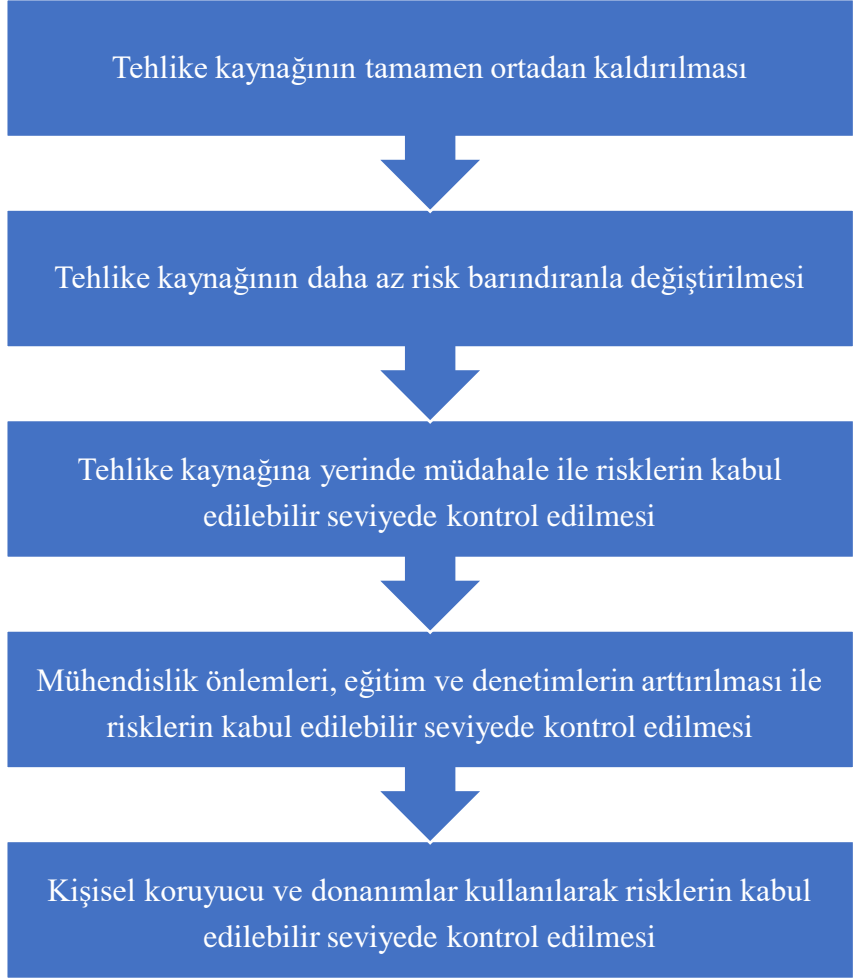 Tehlike kaynağının tamamen ortadan kaldırılması
Tehlike kaynağının daha az risk barındıranla değiştirilmesi
Tehlike kaynağına yerinde müdahale ile risklerin kabul
edilebilir seviyede kontrol edilmesi
Mühendislik önlemleri, eğitim ve denetimlerin arttırılması ile
risklerin kabul edilebilir seviyede kontrol edilmesi
Kişisel koruyucu ve donanımlar kullanılarak risklerin kabul
edilebilir seviyede kontrol edilmesi